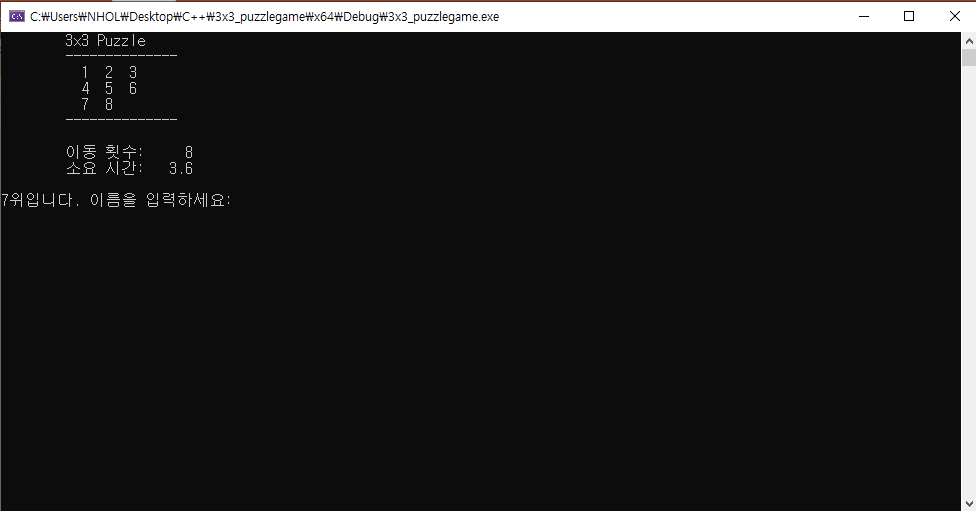 C:₩Users₩NHOL₩Desktop₩C++₩3x3_puzzlegame₩x64₩Debug₩3x3_puzzlegame.exe
3x3 Puzzle
--------------
1 2 3
4 5 6
7 8
--------------
이동 횟수: 8
소요 시간: 3.6
7위입니다. 이름을 입력하세요: